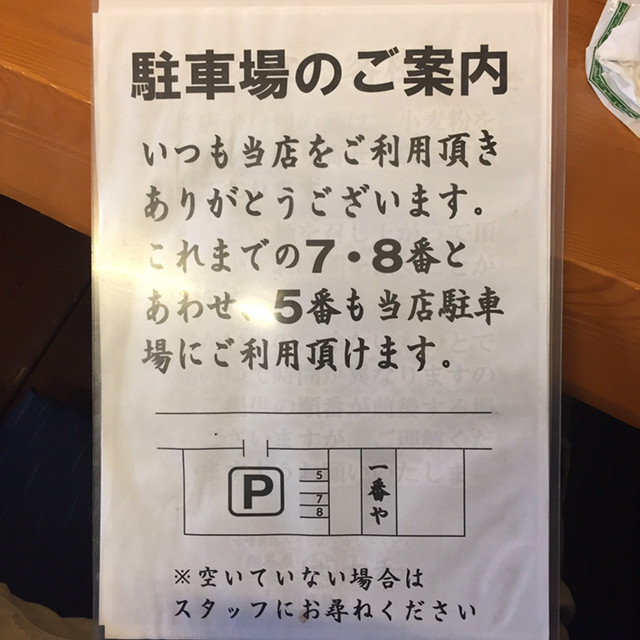 駐車場のご案内
いつも当店をご利用頂き
ありがとうございます。
これまでの7・8番と
あわせ、5番も当店駐車
場にご利用頂けます。
P
5
7
8
一番や
※空いていない場合は
スタッフにお尋ねください